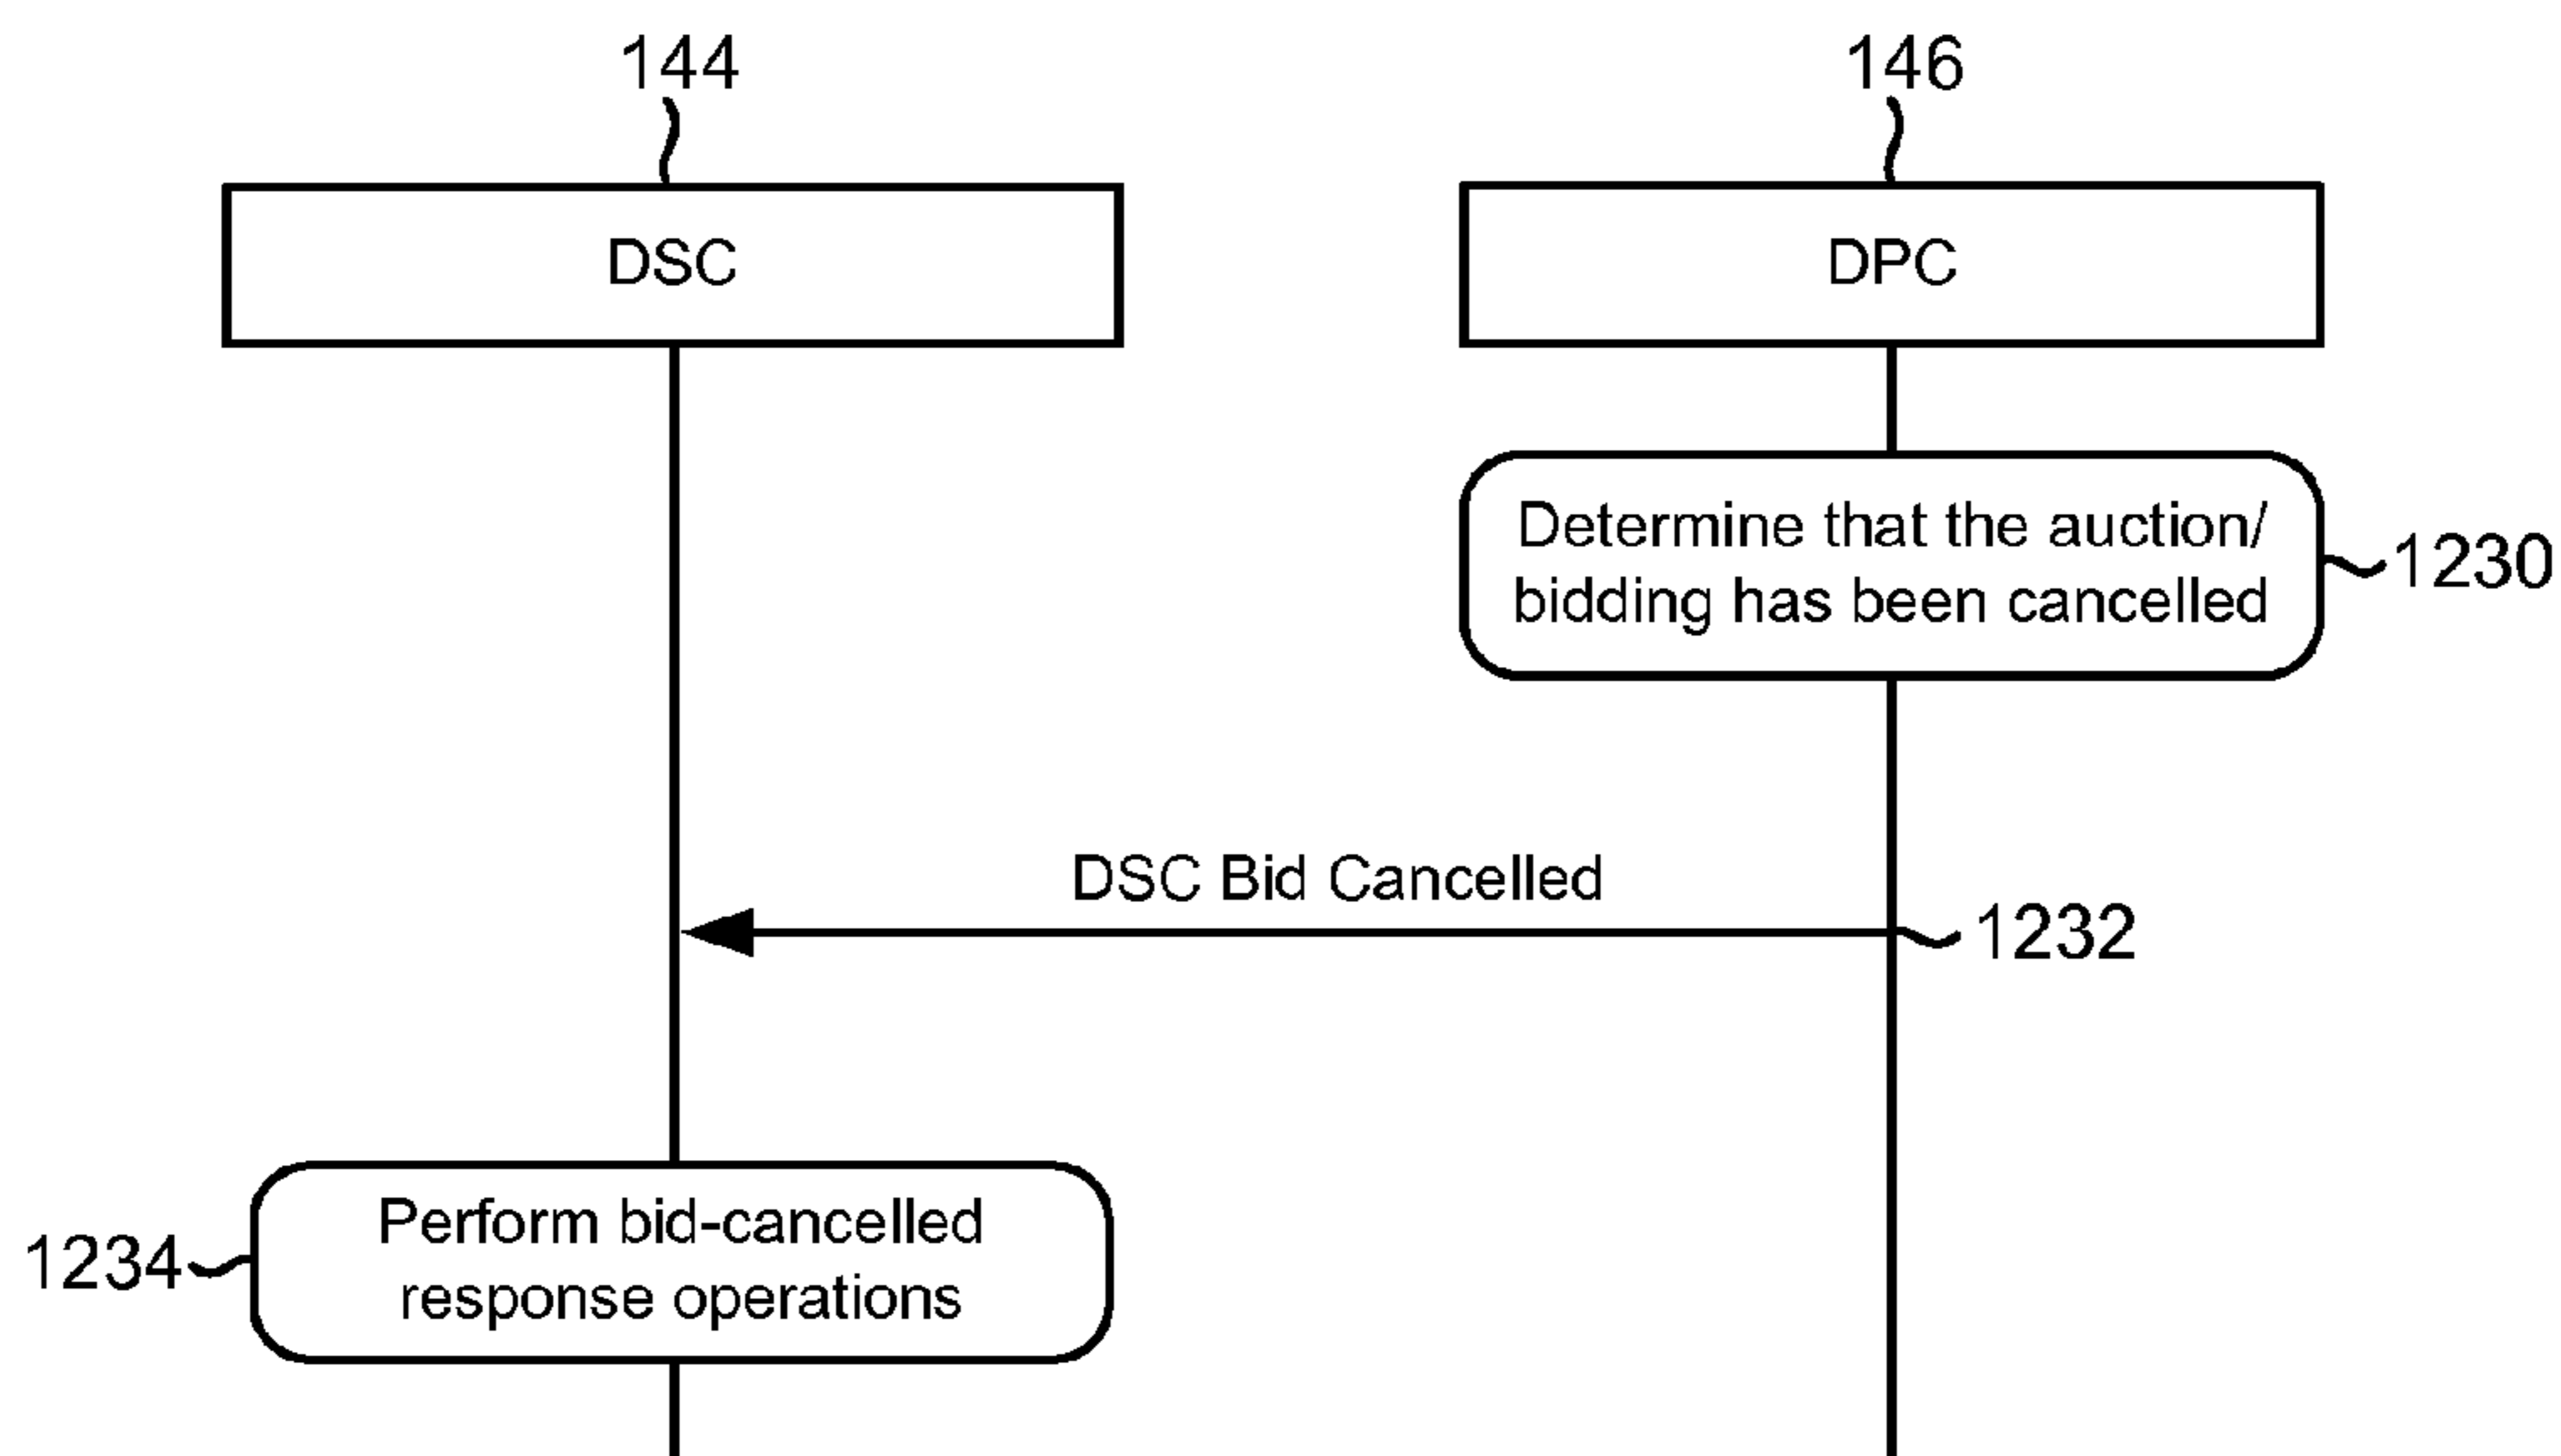 144
146
DSC
DPC
Determine that the auction/
bidding has been cancelled
1230
DSC Bid Cancelled
1232
Perform bid-cancelled
response operations
1234